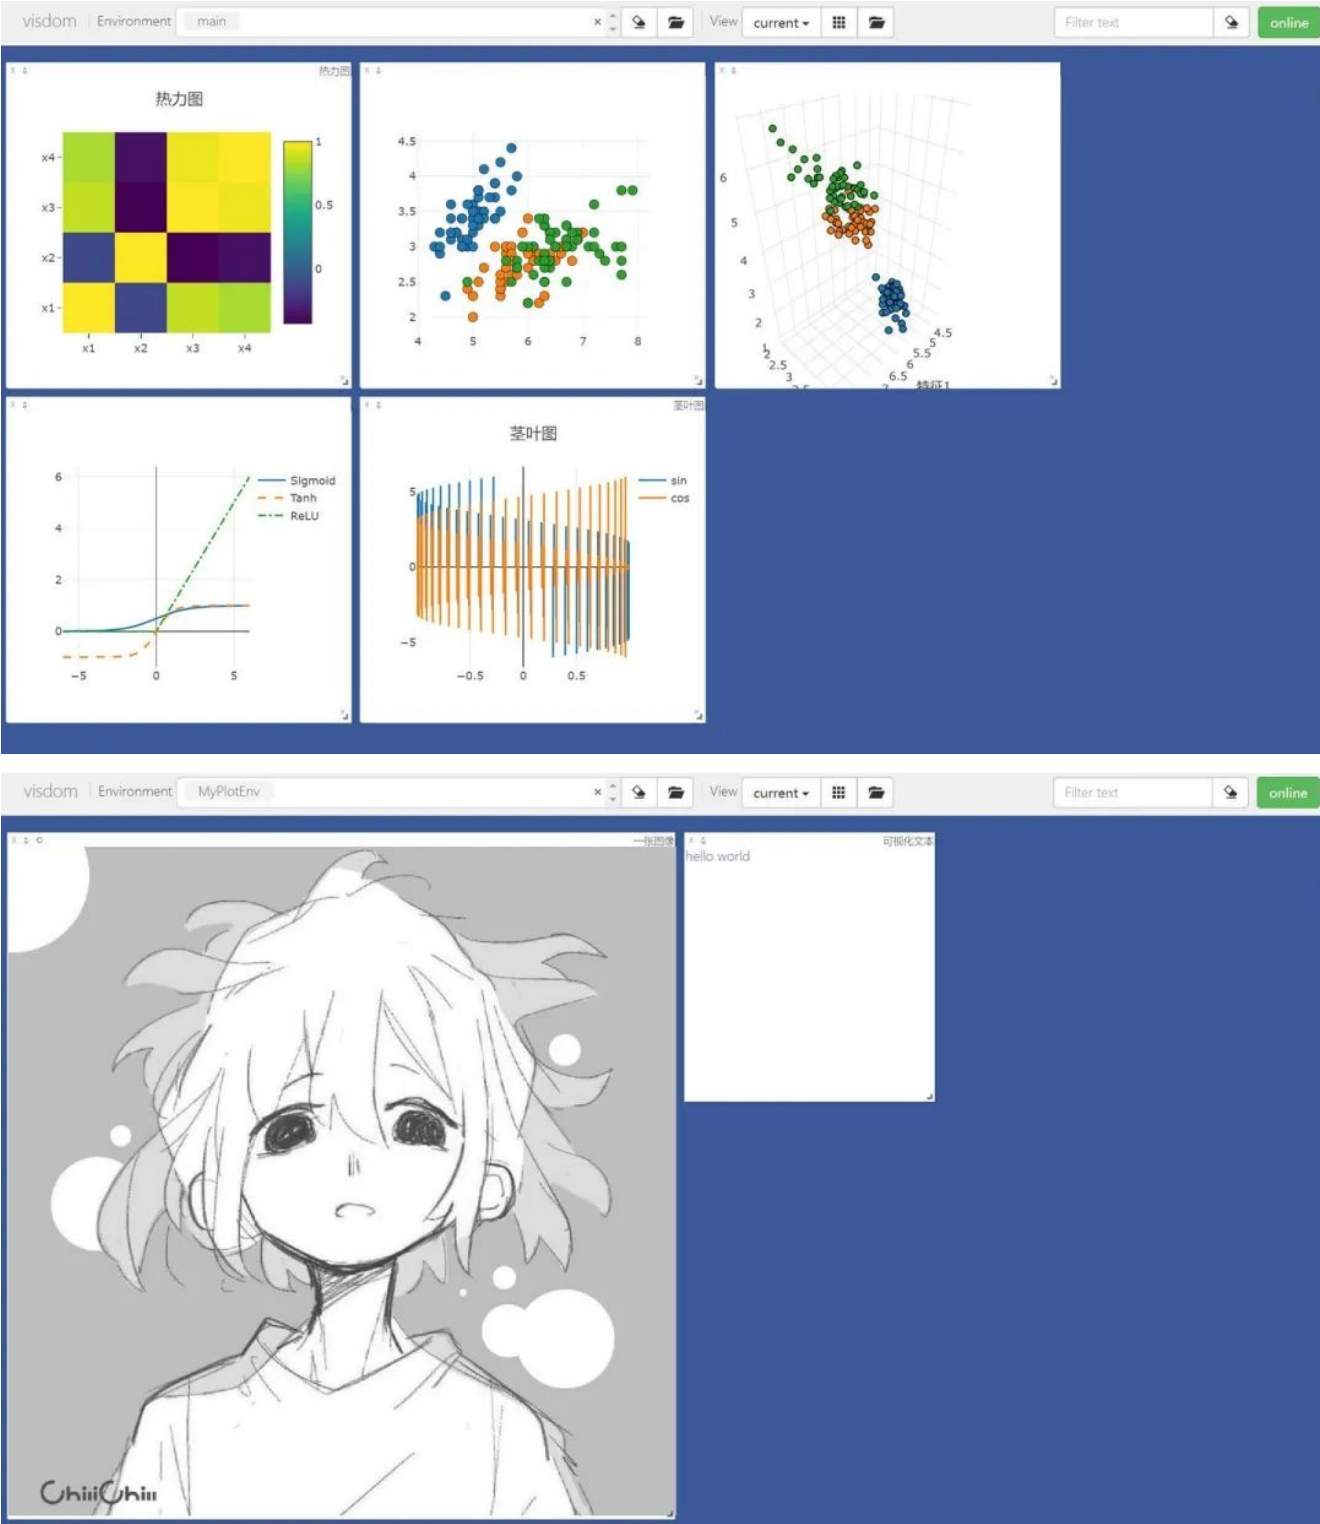 visdom Environment main View current Filter text online
热力图
热力图
x4
x3
x2
x1
x1 x2 x3 x4
1
0.5
0
4.5
4
3.5
3
2.5
2
4 5 6 7 8
6
5
4
3
2
1
2
2.5
3
4.5
5
5.5
6
6.5
特征1
6
4
2
0
−5 0 5
Sigmoid
Tanh
ReLU
茎叶图
茎叶图
5
0
−5
−0.5 0 0.5
sin
cos
visdom Environment MyPlotEnv View current Filter text online
一张图像
可视化文本
hello world
ChiiiChiii